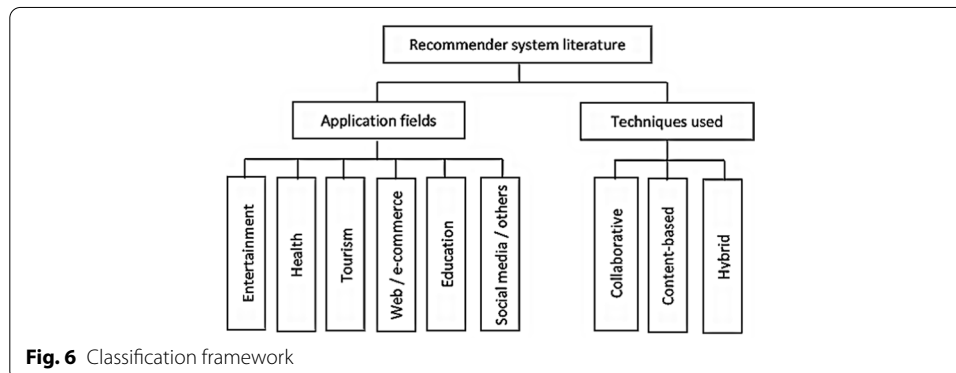 Recommender system literature
Application fields
Techniques used
Entertainment
Health
Tourism
Web / e-commerce
Education
Social media / others
Collaborative
Content-based
Hybrid
Fig. 6 Classification framework